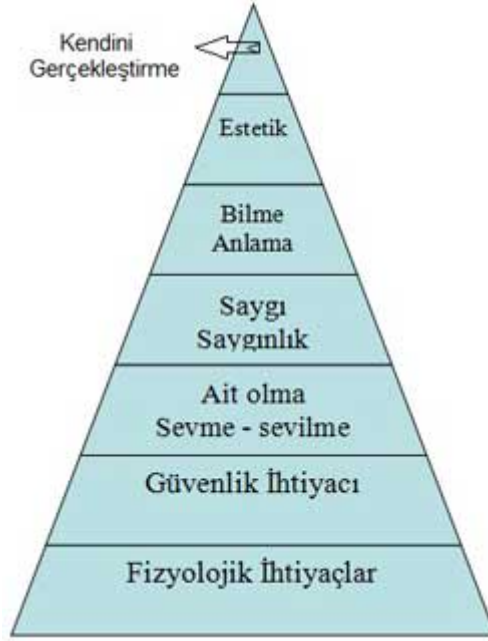 Kendini
Gerçekleştirme
Estetik
Bilme
Anlama
Saygı
Saygınlık
Ait olma
Sevme - sevilme
Güvenlik İhtiyacı
Fizyolojik İhtiyaçlar